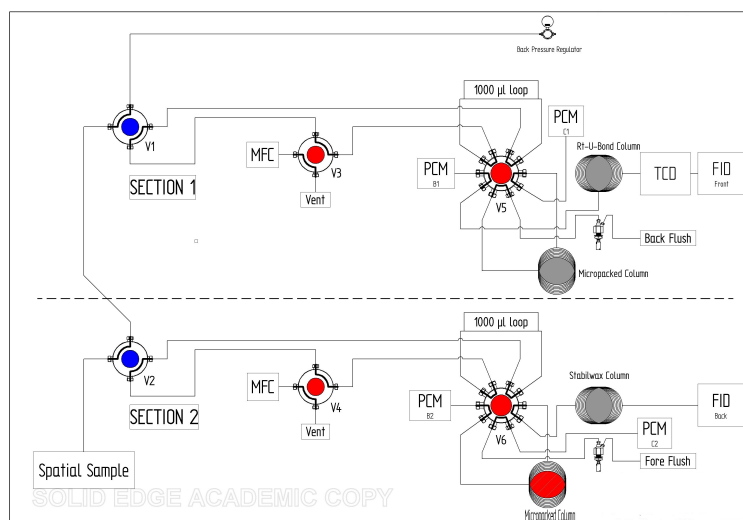 Back Pressure Regulator
1000 µl loop
PCM
C1
V1
Rt-U-Bond Column
MFC
V3
PCM
B1
V5
TCD
FID
Front
SECTION 1
Vent
Back Flush
Micropacked Column
1000 µl loop
V2
Stabilwax Column
MFC
V4
PCM
B2
V6
FID
Back
SECTION 2
Vent
PCM
C2
Fore Flush
Spatial Sample
SOLID EDGE ACADEMIC COPY
Micropacked Column